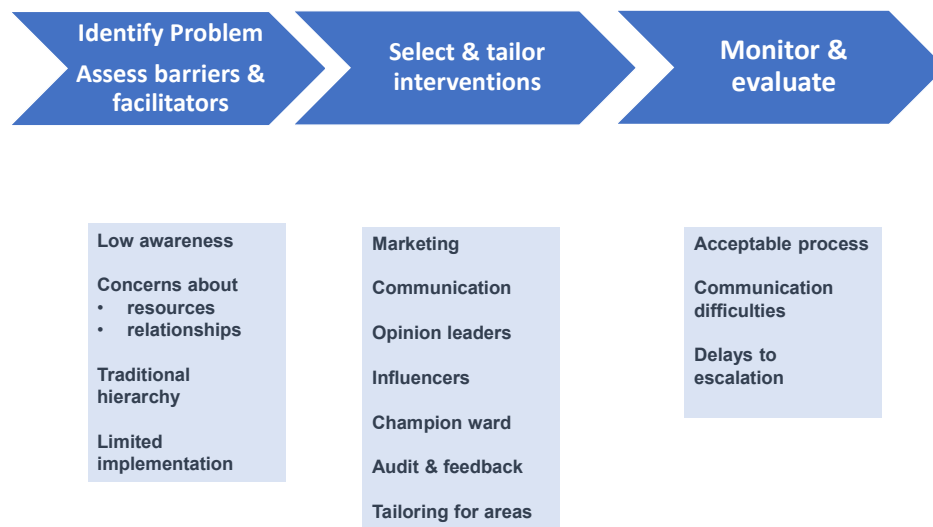 Identify Problem
Assess barriers &
facilitators
Select & tailor
interventions
Monitor &
evaluate
Low awareness
Concerns about
• resources
• relationships
Traditional
hierarchy
Limited
implementation
Marketing
Communication
Opinion leaders
Influencers
Champion ward
Audit & feedback
Tailoring for areas
Acceptable process
Communication
difficulties
Delays to
escalation